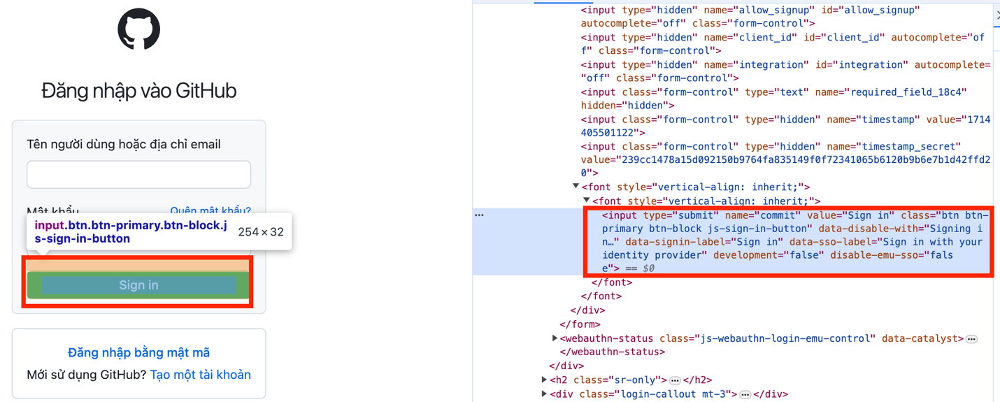 Đăng nhập vào GitHub
Tên người dùng hoặc địa chỉ email
Mật khẩu
Quên mật khẩu?
input.btn.btn-primary.btn-block.j
s-sign-in-button
254 × 32
Sign in
Đăng nhập bằng mật mã
Mới sử dụng GitHub? Tạo một tài khoản
<input type="hidden" name="allow_signup" id="allow_signup"
autocomplete="off" class="form-control">
<input type="hidden" name="client_id" id="client_id" autocomplete="of
f" class="form-control">
<input type="hidden" name="integration" id="integration" autocomplete=
"off" class="form-control">
<input class="form-control" type="text" name="required_field_18c4"
hidden="hidden">
<input class="form-control" type="hidden" name="timestamp" value="1714
405501122">
<input class="form-control" type="hidden" name="timestamp_secret"
value="239cc1478a15d092150b9764fa835149f0f72341065b6120b9b6e7b1d42ffd2
0">
<font style="vertical-align: inherit;">
<font style="vertical-align: inherit;">
<input type="submit" name="commit" value="Sign in" class="btn btn-
primary btn-block js-sign-in-button" data-disable-with="Signing i
n…" data-signin-label="Sign in" data-sso-label="Sign in with your
identity provider" development="false" disable-emu-sso="fals
e"> == $0
</font>
</font>
</div>
</form>
<webauthn-status class="js-webauthn-login-emu-control" data-catalyst>…
</webauthn-status>
</div>
<h2 class="sr-only">…</h2>
<div class="login-callout mt-3">…</div>